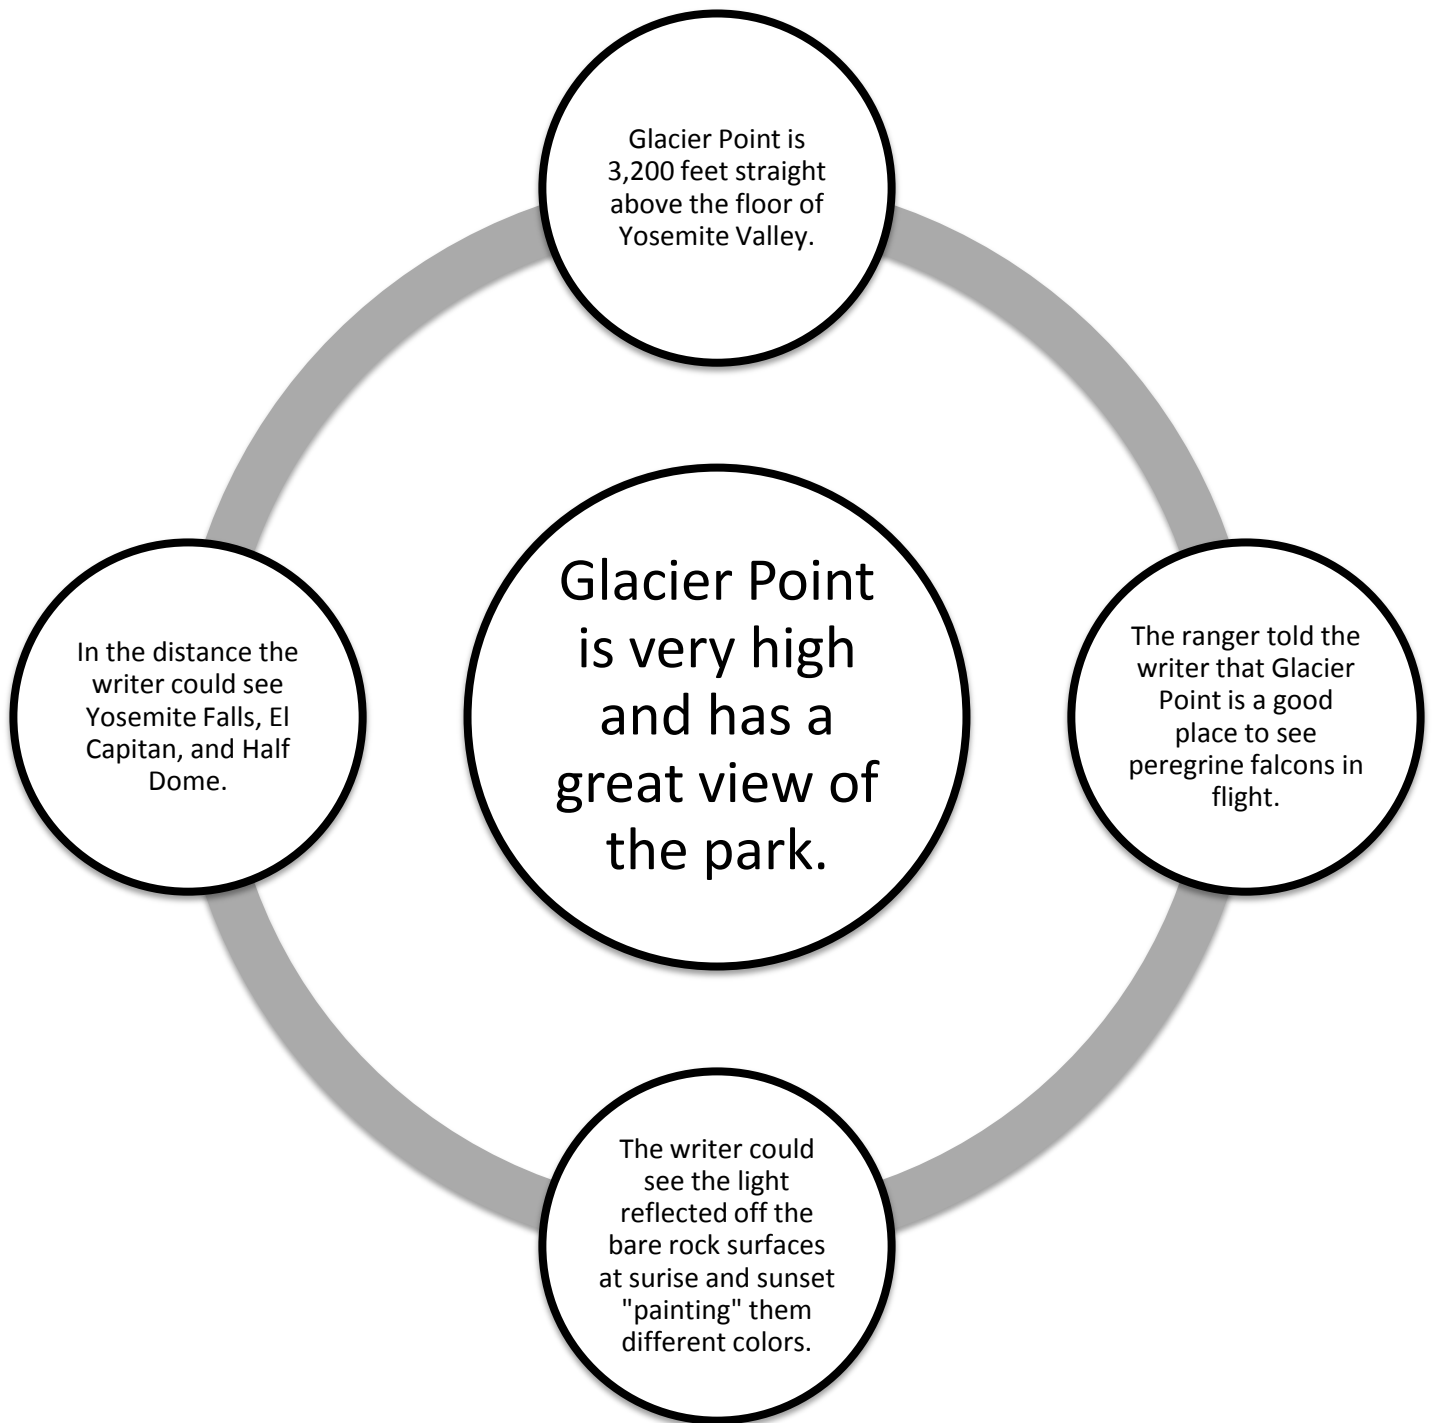 Glacier Point is
3,200 feet straight
above the floor of
Yosemite Valley.
In the distance the
writer could see
Yosemite Falls, El
Capitan, and Half
Dome.
Glacier Point
is very high
and has a
great view of
the park.
The ranger told the
writer that Glacier
Point is a good
place to see
peregrine falcons in
flight.
The writer could
see the light
reflected off the
bare rock surfaces
at surise and sunset
"painting" them
different colors.